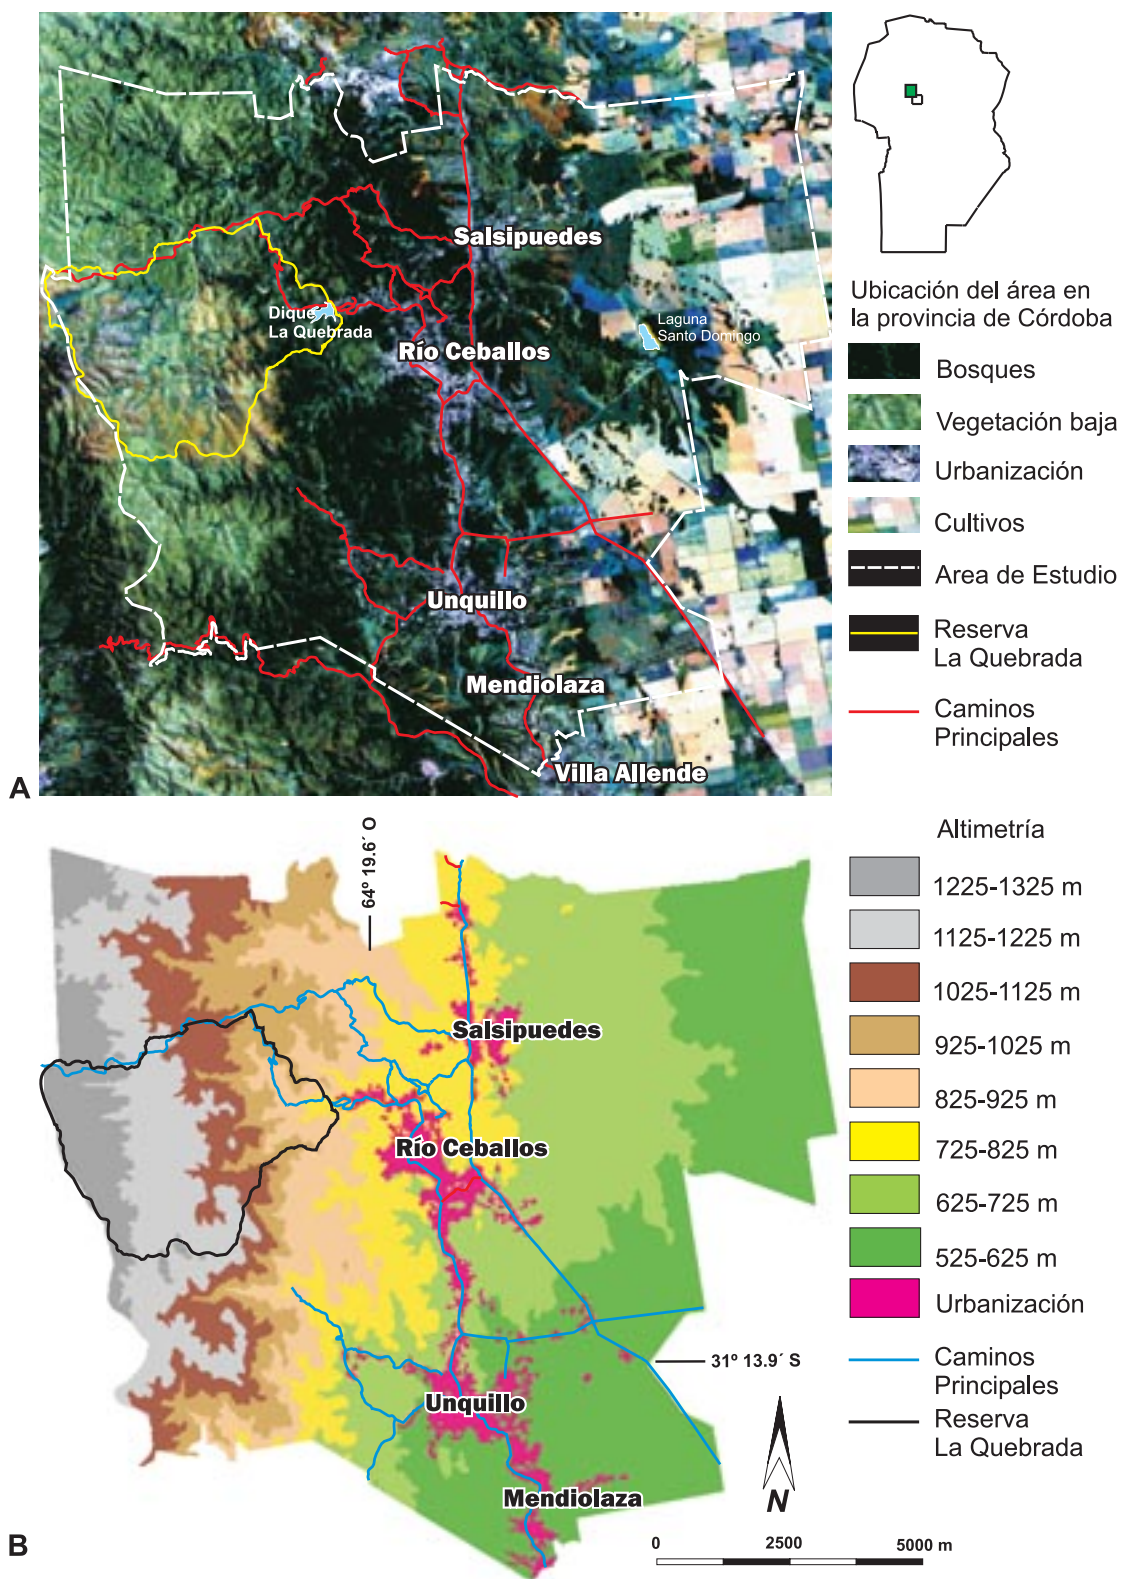 Salsipuedes
Dique
La Quebrada
Laguna
Santo Domingo
Río Ceballos
Unquillo
Mendiolaza
Villa Allende
A
Ubicación del área en
la provincia de Córdoba
Bosques
Vegetación baja
Urbanización
Cultivos
Area de Estudio
Reserva
La Quebrada
Caminos
Principales
64º 19.6´ O
Salsipuedes
Río Ceballos
Unquillo
Mendiolaza
31º 13.9´ S
B
Altimetría
1225-1325 m
1125-1225 m
1025-1125 m
925-1025 m
825-925 m
725-825 m
625-725 m
525-625 m
Urbanización
Caminos
Principales
Reserva
La Quebrada
N
0 2500 5000 m